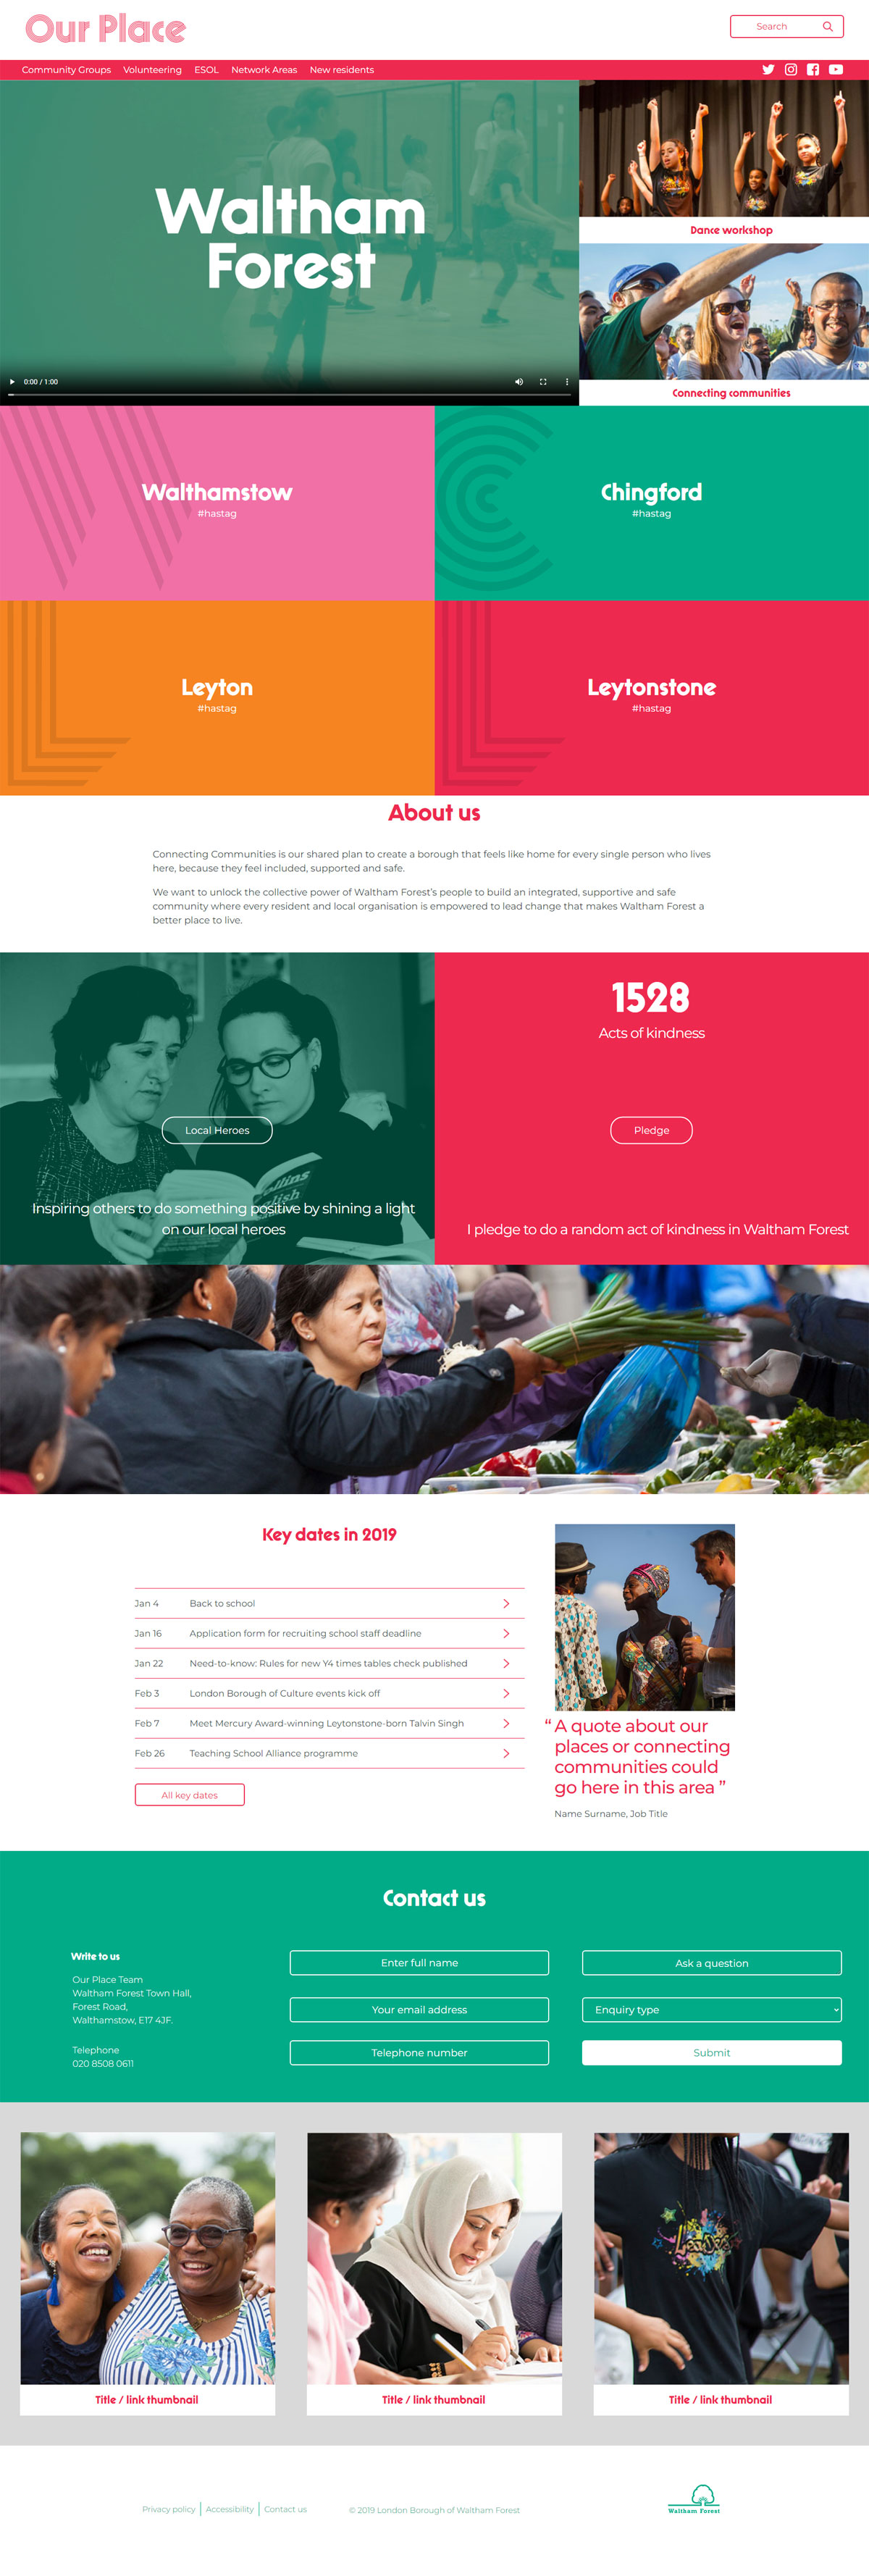 Our Place
Search
Community Groups Volunteering ESOL Network Areas New residents
Waltham
Forest
0:00 / 1:00
Dance workshop
Connecting communities
Walthamstow
#hastag
Chingford
#hastag
Leyton
#hastag
Leytonstone
#hastag
About us
Connecting Communities is our shared plan to create a borough that feels like home for every single person who lives
here, because they feel included, supported and safe.
We want to unlock the collective power of Waltham Forest's people to build an integrated, supportive and safe
community where every resident and local organisation is empowered to lead change that makes Waltham Forest a
better place to live.
Local Heroes
Collins
Inspiring others to do something positive by shining a light
on our local heroes
1528
Acts of kindness
Pledge
I pledge to do a random act of kindness in Waltham Forest
Key dates in 2019
Jan 4 Back to school
Jan 16 Application form for recruiting school staff deadline
Jan 22 Need-to-know: Rules for new Y4 times tables check published
Feb 3 London Borough of Culture events kick off
Feb 7 Meet Mercury Award-winning Leytonstone-born Talvin Singh
Feb 26 Teaching School Alliance programme
All key dates
“ A quote about our
places or connecting
communities could
go here in this area ”
Name Surname, Job Title
Contact us
Write to us
Our Place Team
Waltham Forest Town Hall,
Forest Road,
Walthamstow, E17 4JF.
Telephone
020 8508 0611
Enter full name
Your email address
Telephone number
Ask a question
Enquiry type
Submit
Title / link thumbnail
Title / link thumbnail
Title / link thumbnail
Privacy policy | Accessibility | Contact us
© 2019 London Borough of Waltham Forest
Waltham Forest